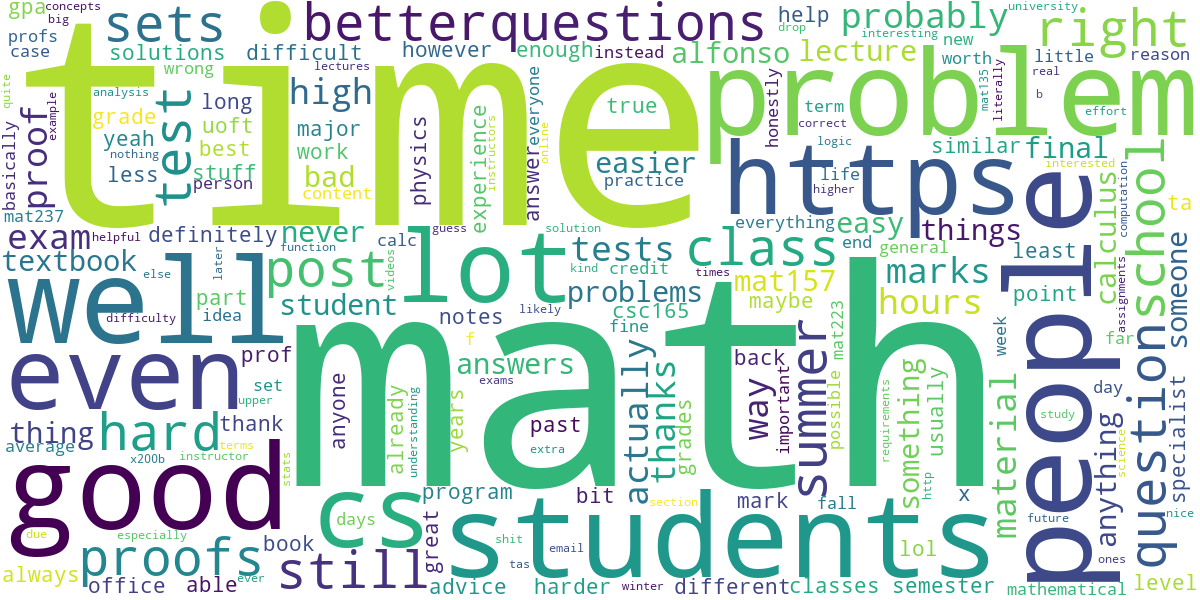 gpa
concepts
big
profs
case
sets
better
questions
help
drop
probably
interesting
university
new
right
solutions
difficult
however
enough
instead
alfonso
lecture
worth
little
reason
quite
wrong
high
lectures
time
problem
analysis
long
grade
test
proof
example
yeah
uoft
major
nothing
best
work
less
stuff
bad
person
content
basically
mat237
physics
experience
instructors
answer
everyone
online
true
easier
practice
honestly
term
correct
logic
life
higher
mat135
literally
real
b
effort
similar
final
interested
computation
school
ta
https
people
calculus
exam
helpful
definitely
never
function
calc
guess
solution
everything
easy
things
textbook
else
later
post
videos
lot
kind
tests
credit
times
class
end
general
marks
least
well
part
idea
student
difficulty
notes
likely
problems
csc165
fine
mat157
maybe
mat223
hours
point
far
assignments
someone
even
prof
set
upper
f
answers
exams
math
actually
thanks
grades
back
way
important
summer
possible
week
day
question
specialist
thing
hard
thank
terms
average
x200b
instructor
stats
anyone
already
understanding
years
past
extra
requirements
something
usually
http
material
study
anything
science
good
cs
days
program
bit
section
mark
fall
x
lol
future
nice
ones
due
especially
proofs
book
still
great
shit
tas
email
students
always
office
able
ever
advice
harder
winter
different
classes
semester
mathematical
level